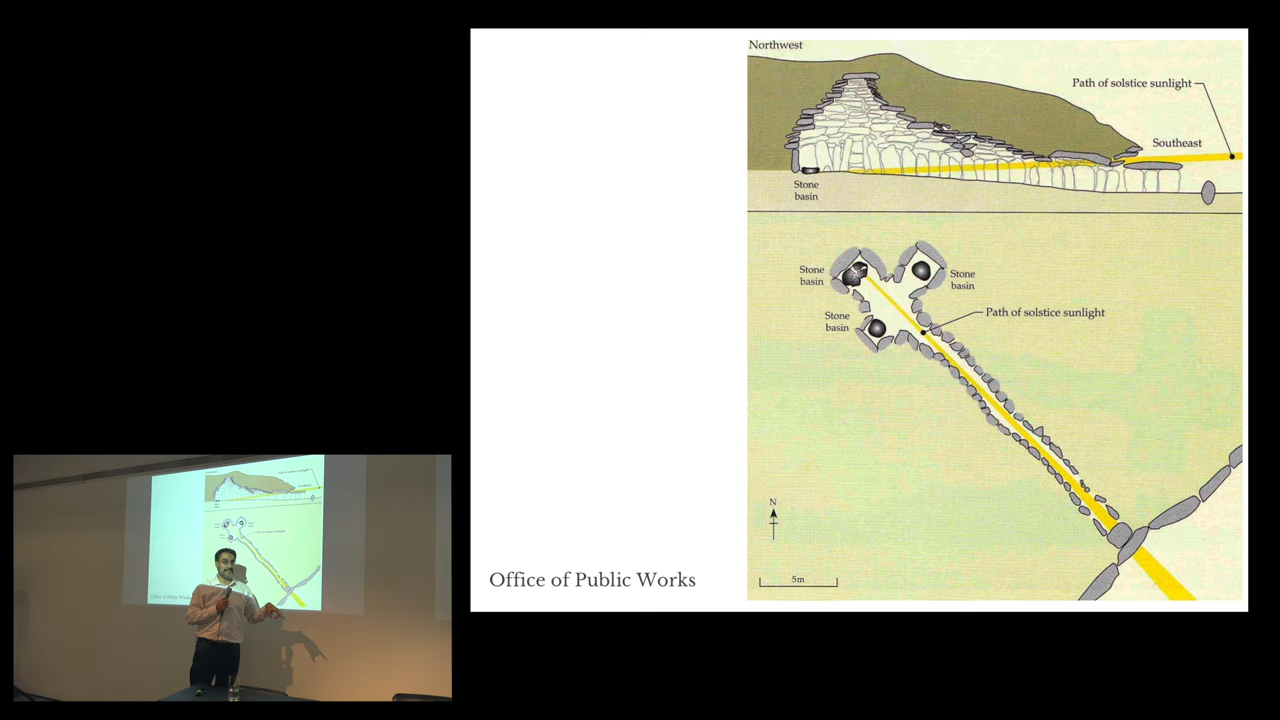 Northwest
Path of solstice sunlight
Southeast
Stone
basin
Stone
basin
Stone
basin
Stone
basin
Path of solstice sunlight
N
5m
Office of Public Works